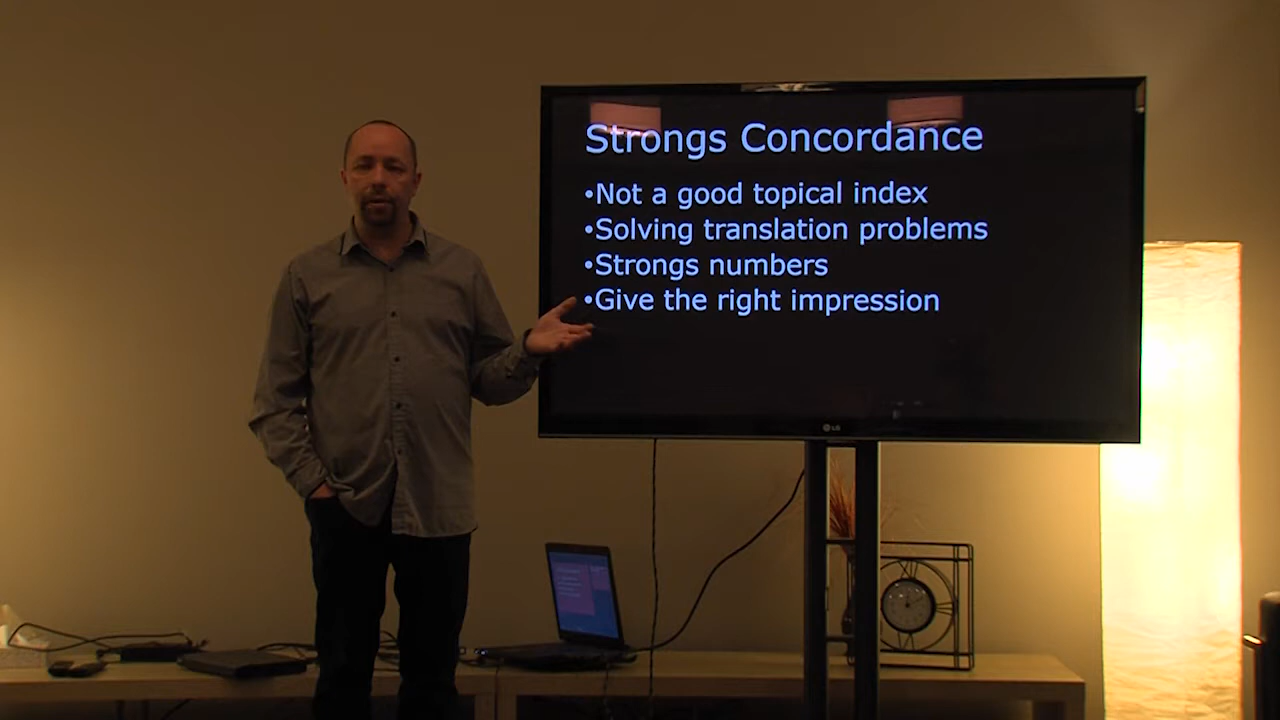 Strongs Concordance
•Not a good topical index
•Solving translation problems
•Strongs numbers
•Give the right impression
LG